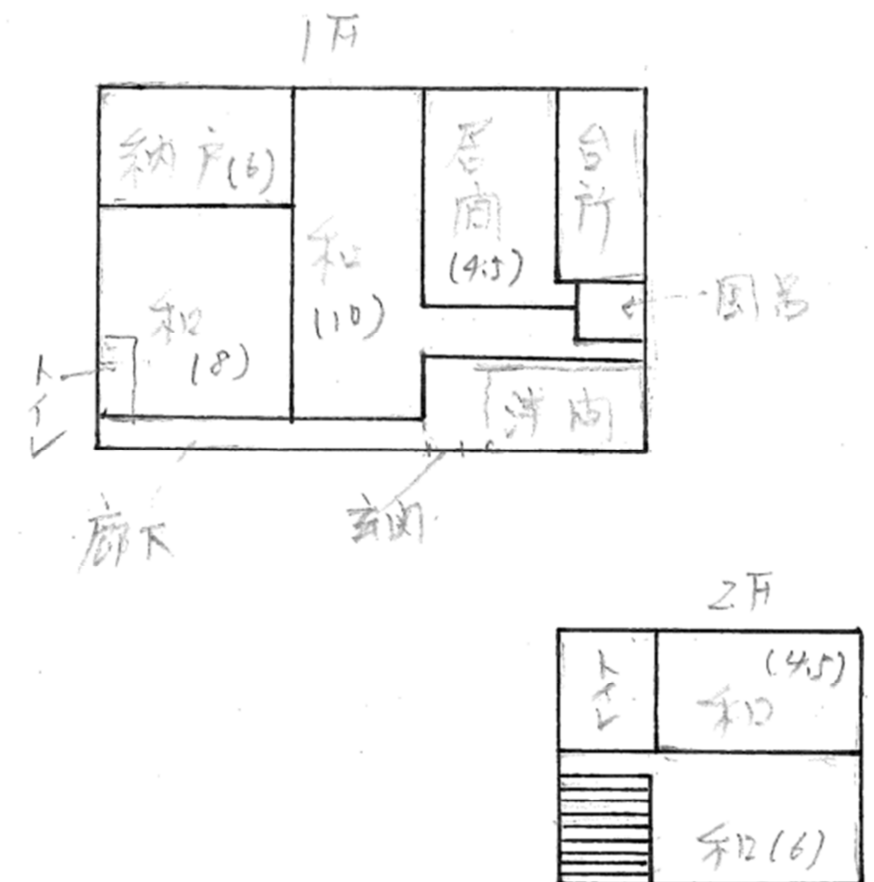 1F
納戸(6)
和
(10)
居間
(4.5)
台所
風呂
和
(8)
トイレ
洋間
廊下
玄関
2F
トイレ
(4.5)
和
和(6)